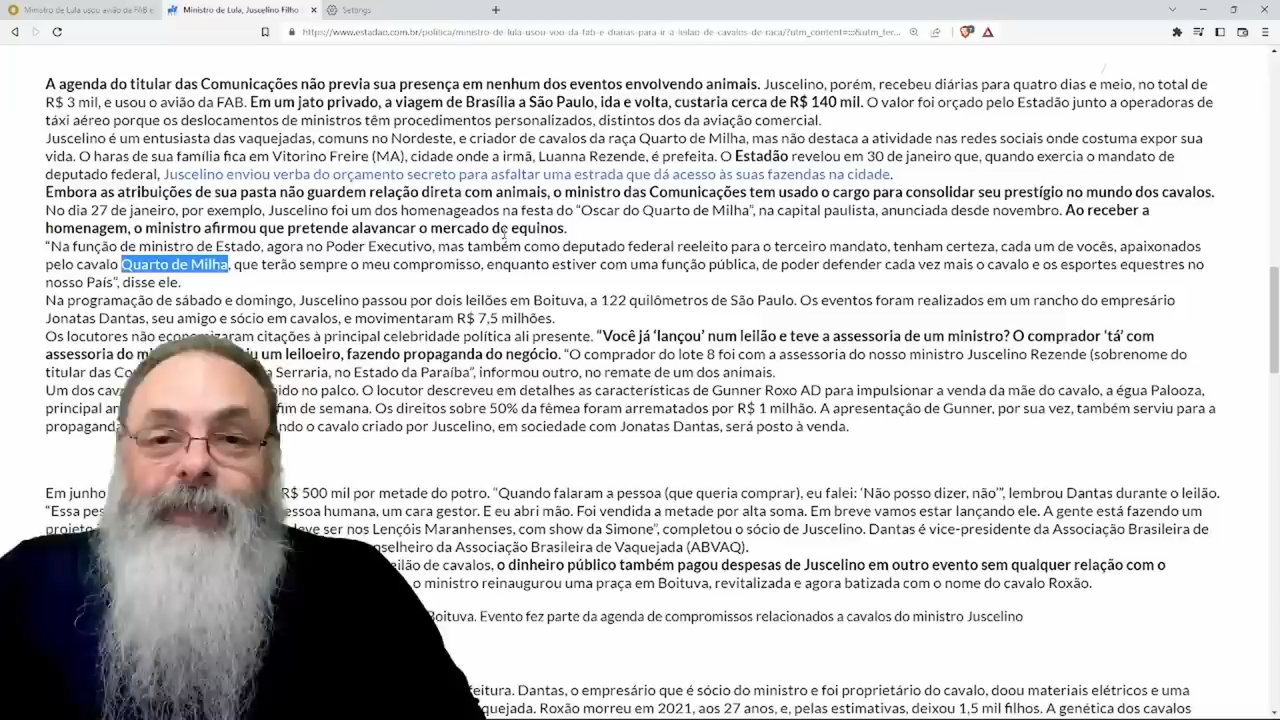 Ministro de Lula usou avião da FAB e
Ministro de Lula, Juscelino Filho
Settings
https://www.estadao.com.br/politica/ministro-de-lula-usou-voo-da-fab-e-diarias-para-ir-a-leilao-de-cavalos-de-raca/?utm_content=:::&utm_ter...
A agenda do titular das Comunicações não previa sua presença em nenhum dos eventos envolvendo animais. Juscelino, porém, recebeu diárias para quatro dias e meio, no total de
R$ 3 mil, e usou o avião da FAB. Em um jato privado, a viagem de Brasília a São Paulo, ida e volta, custaria cerca de R$ 140 mil. O valor foi orçado pelo Estadão junto a operadoras de
táxi aéreo porque os deslocamentos de ministros têm procedimentos personalizados, distintos dos da aviação comercial.
Juscelino é um entusiasta das vaquejadas, comuns no Nordeste, e criador de cavalos da raça Quarto de Milha, mas não destaca a atividade nas redes sociais onde costuma expor sua
vida. O haras de sua família fica em Vitorino Freire (MA), cidade onde a irmã, Luanna Rezende, é prefeita. O Estadão revelou em 30 de janeiro que, quando exercia o mandato de
deputado federal, Juscelino enviou verba do orçamento secreto para asfaltar uma estrada que dá acesso às suas fazendas na cidade.
Embora as atribuições de sua pasta não guardem relação direta com animais, o ministro das Comunicações tem usado o cargo para consolidar seu prestígio no mundo dos cavalos.
No dia 27 de janeiro, por exemplo, Juscelino foi um dos homenageados na festa do “Oscar do Quarto de Milha”, na capital paulista, anunciada desde novembro. Ao receber a
homenagem, o ministro afirmou que pretende alavancar o mercado de equinos.
“Na função de ministro de Estado, agora no Poder Executivo, mas também como deputado federal reeleito para o terceiro mandato, tenham certeza, cada um de vocês, apaixonados
pelo cavalo Quarto de Milha, que terão sempre o meu compromisso, enquanto estiver com uma função pública, de poder defender cada vez mais o cavalo e os esportes equestres no
nosso País”, disse ele.
Na programação de sábado e domingo, Juscelino passou por dois leilões em Boituva, a 122 quilômetros de São Paulo. Os eventos foram realizados em um rancho do empresário
Jonatas Dantas, seu amigo e sócio em cavalos, e movimentaram R$ 7,5 milhões.
Os locutores não economizaram citações à principal celebridade política ali presente. “Você já ‘lançou’ num leilão e teve a assessoria de um ministro? O comprador ‘tá’ com
assessoria do mi iu um leiloeiro, fazendo propaganda do negócio. “O comprador do lote 8 foi com a assessoria do nosso ministro Juscelino Rezende (sobrenome do
titular das Co a Serraria, no Estado da Paraíba”, informou outro, no remate de um dos animais.
Um dos cav bido no palco. O locutor descreveu em detalhes as características de Gunner Roxo AD para impulsionar a venda da mãe do cavalo, a égua Palooza,
principal a fim de semana. Os direitos sobre 50% da fêmea foram arrematados por R$ 1 milhão. A apresentação de Gunner, por sua vez, também serviu para a
propagand ndo o cavalo criado por Juscelino, em sociedade com Jonatas Dantas, será posto à venda.
Em junho R$ 500 mil por metade do potro. “Quando falaram a pessoa (que queria comprar), eu falei: ‘Não posso dizer, não’”, lembrou Dantas durante o leilão.
“Essa pes essoa humana, um cara gestor. E eu abri mão. Foi vendida a metade por alta soma. Em breve vamos estar lançando ele. A gente está fazendo um
projeto deve ser nos Lençóis Maranhenses, com show da Simone”, completou o sócio de Juscelino. Dantas é vice-presidente da Associação Brasileira de
nselheiro da Associação Brasileira de Vaquejada (ABVAQ).
eilão de cavalos, o dinheiro público também pagou despesas de Juscelino em outro evento sem qualquer relação com o
o ministro reinaugurou uma praça em Boituva, revitalizada e agora batizada com o nome do cavalo Roxão.
Boituva. Evento fez parte da agenda de compromissos relacionados a cavalos do ministro Juscelino
feitura. Dantas, o empresário que é sócio do ministro e foi proprietário do cavalo, doou materiais elétricos e uma
quejada. Roxão morreu em 2021, aos 27 anos, e, pelas estimativas, deixou 1,5 mil filhos. A genética dos cavalos